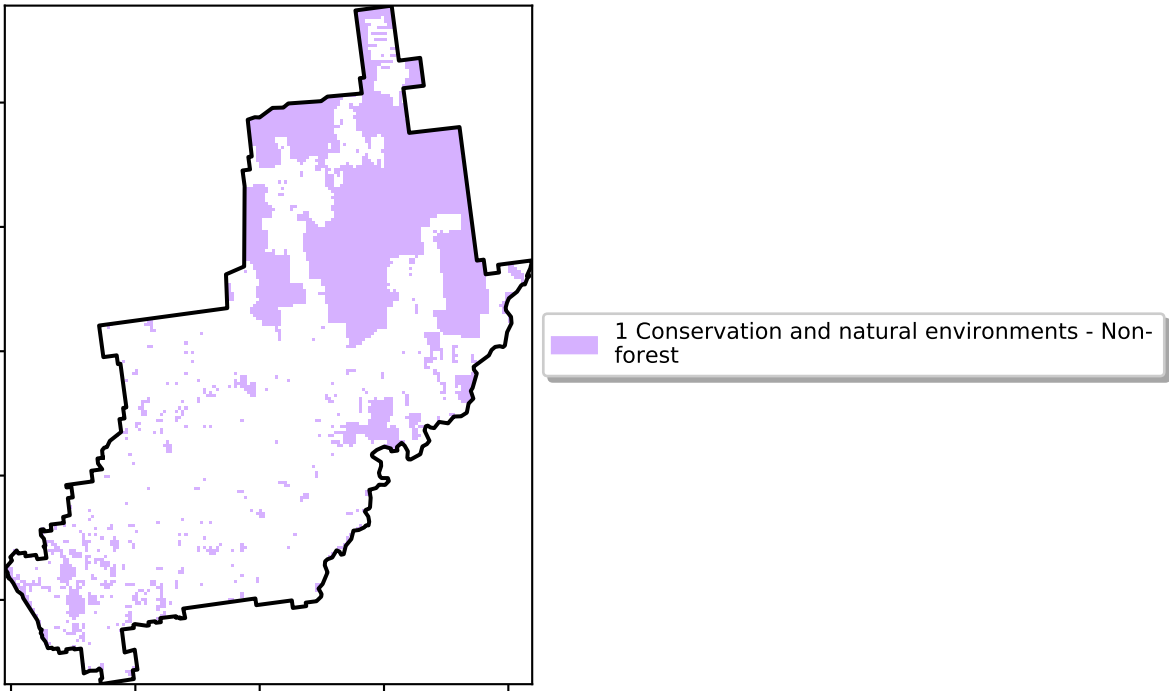 1 Conservation and natural environments - Non-
forest